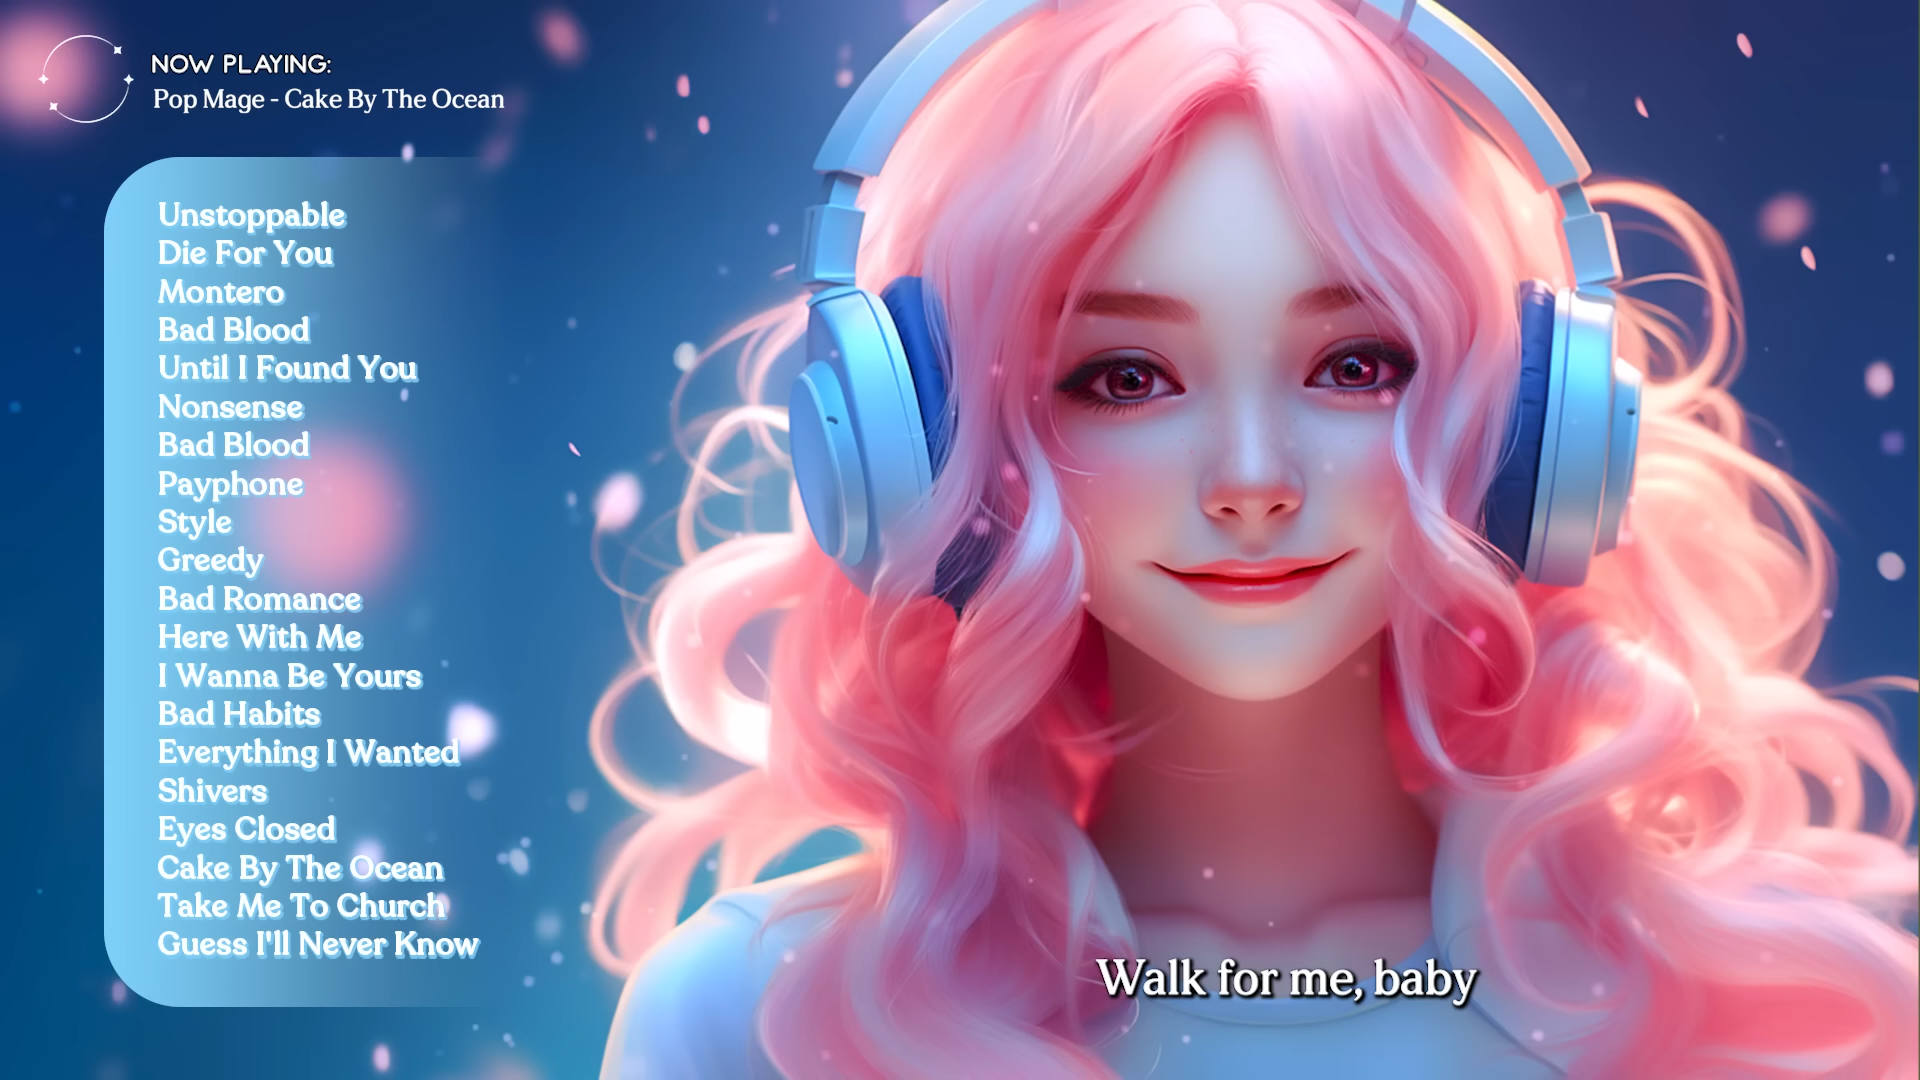 NOW PLAYING:
Pop Mage - Cake By The Ocean
Unstoppable
Die For You
Montero
Bad Blood
Until I Found You
Nonsense
Bad Blood
Payphone
Style
Greedy
Bad Romance
Here With Me
I Wanna Be Yours
Bad Habits
Everything I Wanted
Shivers
Eyes Closed
Cake By The Ocean
Take Me To Church
Guess I'll Never Know
Walk for me, baby